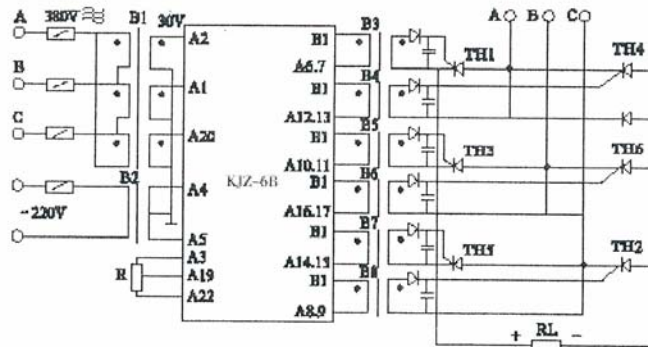 A 380V B1 30V B3 A B C
A2 B1 TH1 TH4
A6.7
B B4
A1 B1
A12.13
C B5
A20 B1 TH3 TH6
A10.11
B2 KJZ-6B B6
A4 B1
A16.17
~220V B7
A5 B1
A3 A14.15 TH5 TH2
R A19 B8
B1
A22 A8.9
+ RL -